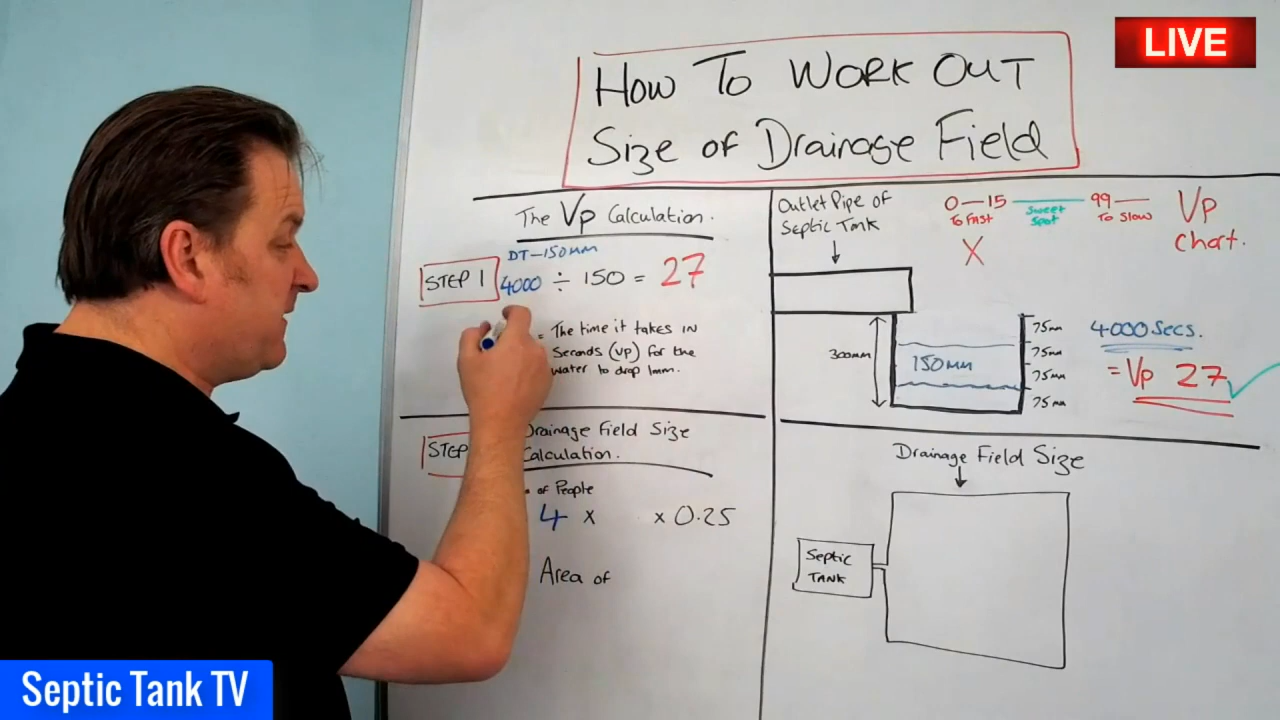 LIVE
How To WORK OUT
Size of Drainage Field
The Vp Calculation.
DT-150mm
STEP 1 4000 ÷ 150 = 27
= The time it takes IN
Seconds (Vp) for the
water to drop 1mm.
STEP
Drainage Field Size
Calculation.
of People
4 x x 0.25
Area of
Outlet Pipe of
Septic Tank
0-15 99-
To Fast Sweet Spot To Slow
X
Vp
Chart.
300mm
150mm
75mm
75mm
75mm
75mm
4000 Secs.
= Vp 27
Drainage Field Size
Septic
TANK
Septic Tank TV